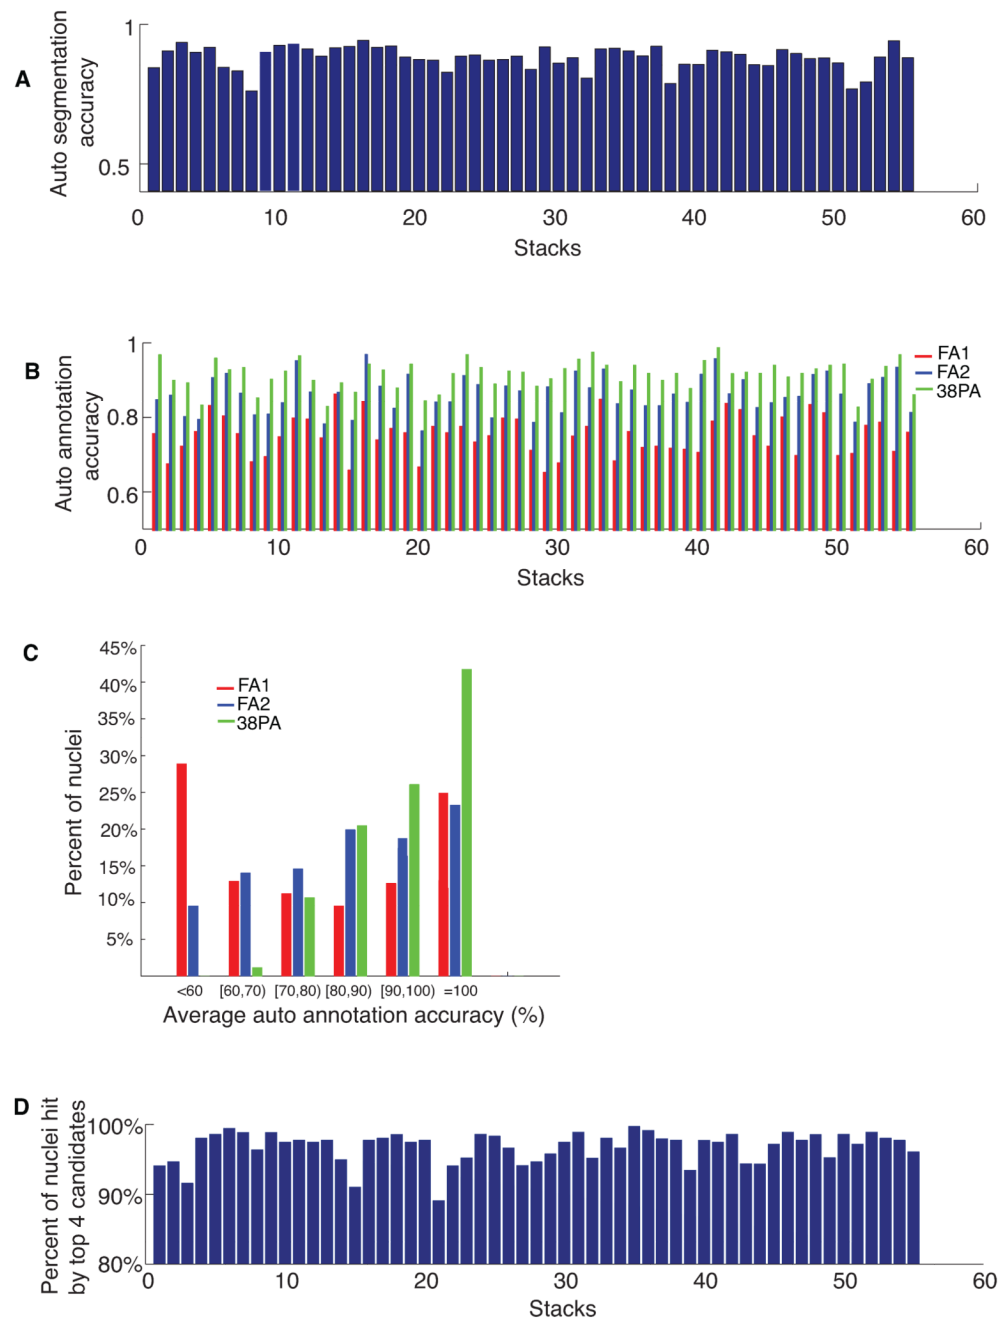 A
Auto segmentation
accuracy
1
0.5
0 10 20 30 40 50 60
Stacks
B
Auto annotation
accuracy
1
0.8
0.6
FA1
FA2
38PA
0 10 20 30 40 50 60
Stacks
C
Percent of nuclei
45%
40%
35%
30%
25%
20%
15%
10%
5%
FA1
FA2
38PA
<60 [60,70) [70,80) [80,90) [90,100) =100
Average auto annotation accuracy (%)
D
Percent of nuclei hit
by top 4 candidates
100%
90%
80%
0 10 20 30 40 50 60
Stacks